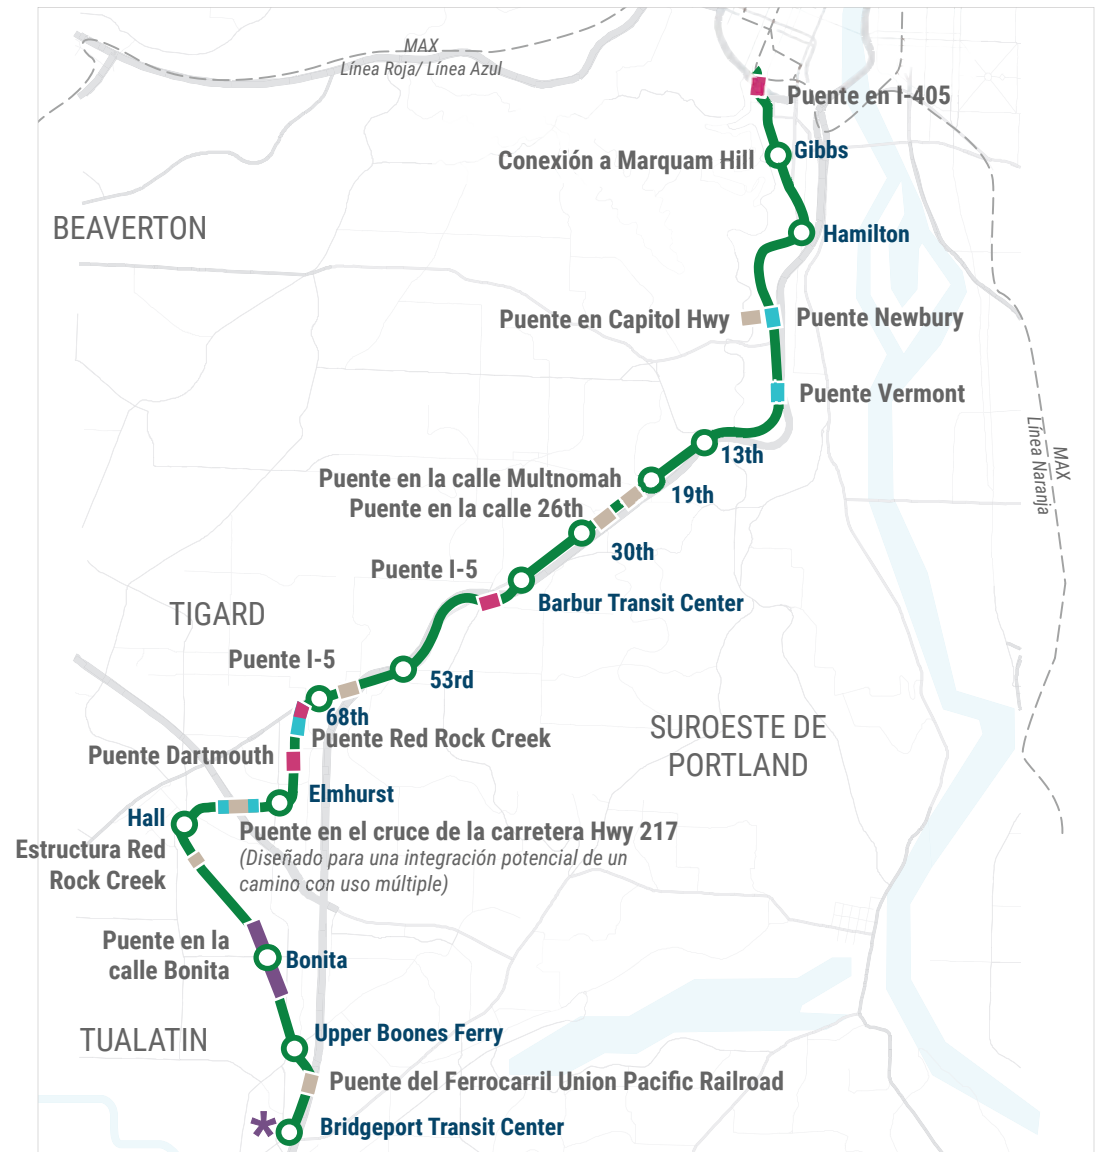 MAX
Línea Roja/ Línea Azul
Puente en I-405
Conexión a Marquam Hill
Gibbs
BEAVERTON
Hamilton
Puente en Capitol Hwy
Puente Newbury
Puente Vermont
13th
MAX
Línea Naranja
Puente en la calle Multnomah
19th
Puente en la calle 26th
30th
Puente I-5
Barbur Transit Center
TIGARD
Puente I-5
53rd
68th
SUROESTE DE
PORTLAND
Puente Red Rock Creek
Puente Dartmouth
Elmhurst
Hall
Puente en el cruce de la carretera Hwy 217
(Diseñado para una integración potencial de un
camino con uso múltiple)
Estructura Red
Rock Creek
Puente en la
calle Bonita
Bonita
Upper Boones Ferry
TUALATIN
Puente del Ferrocarril Union Pacific Railroad
*
Bridgeport Transit Center